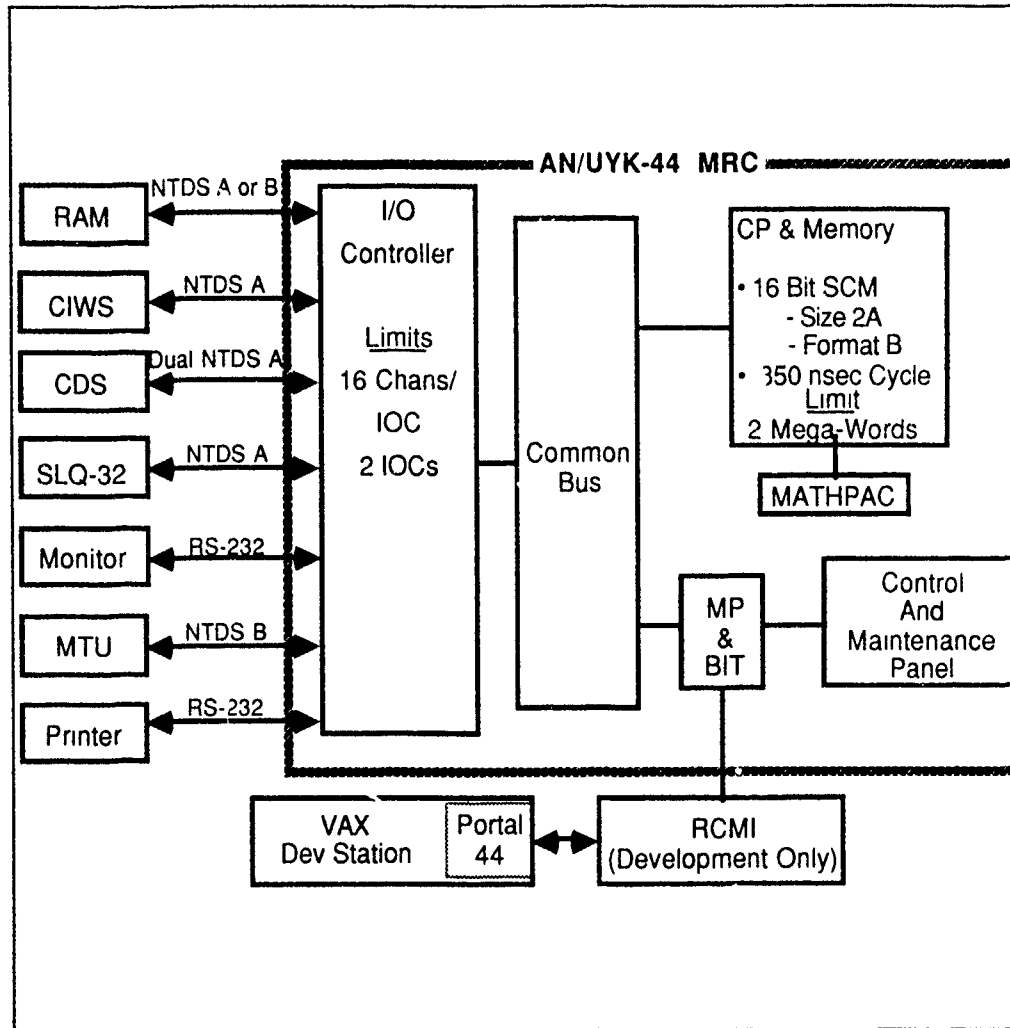 AN/UYK-44 MRC
RAM
NTDS A or B
CIWS
NTDS A
CDS
Dual NTDS A
SLQ-32
NTDS A
Monitor
RS-232
MTU
NTDS B
Printer
RS-232
I/O
Controller
Limits
16 Chans/
IOC
2 IOCs
Common
Bus
CP & Memory
• 16 Bit SCM
- Size 2A
- Format B
• 350 nsec Cycle
Limit
2 Mega-Words
MATHPAC
MP
&
BIT
Control
And
Maintenance
Panel
VAX
Dev Station
Portal
44
RCMI
(Development Only)